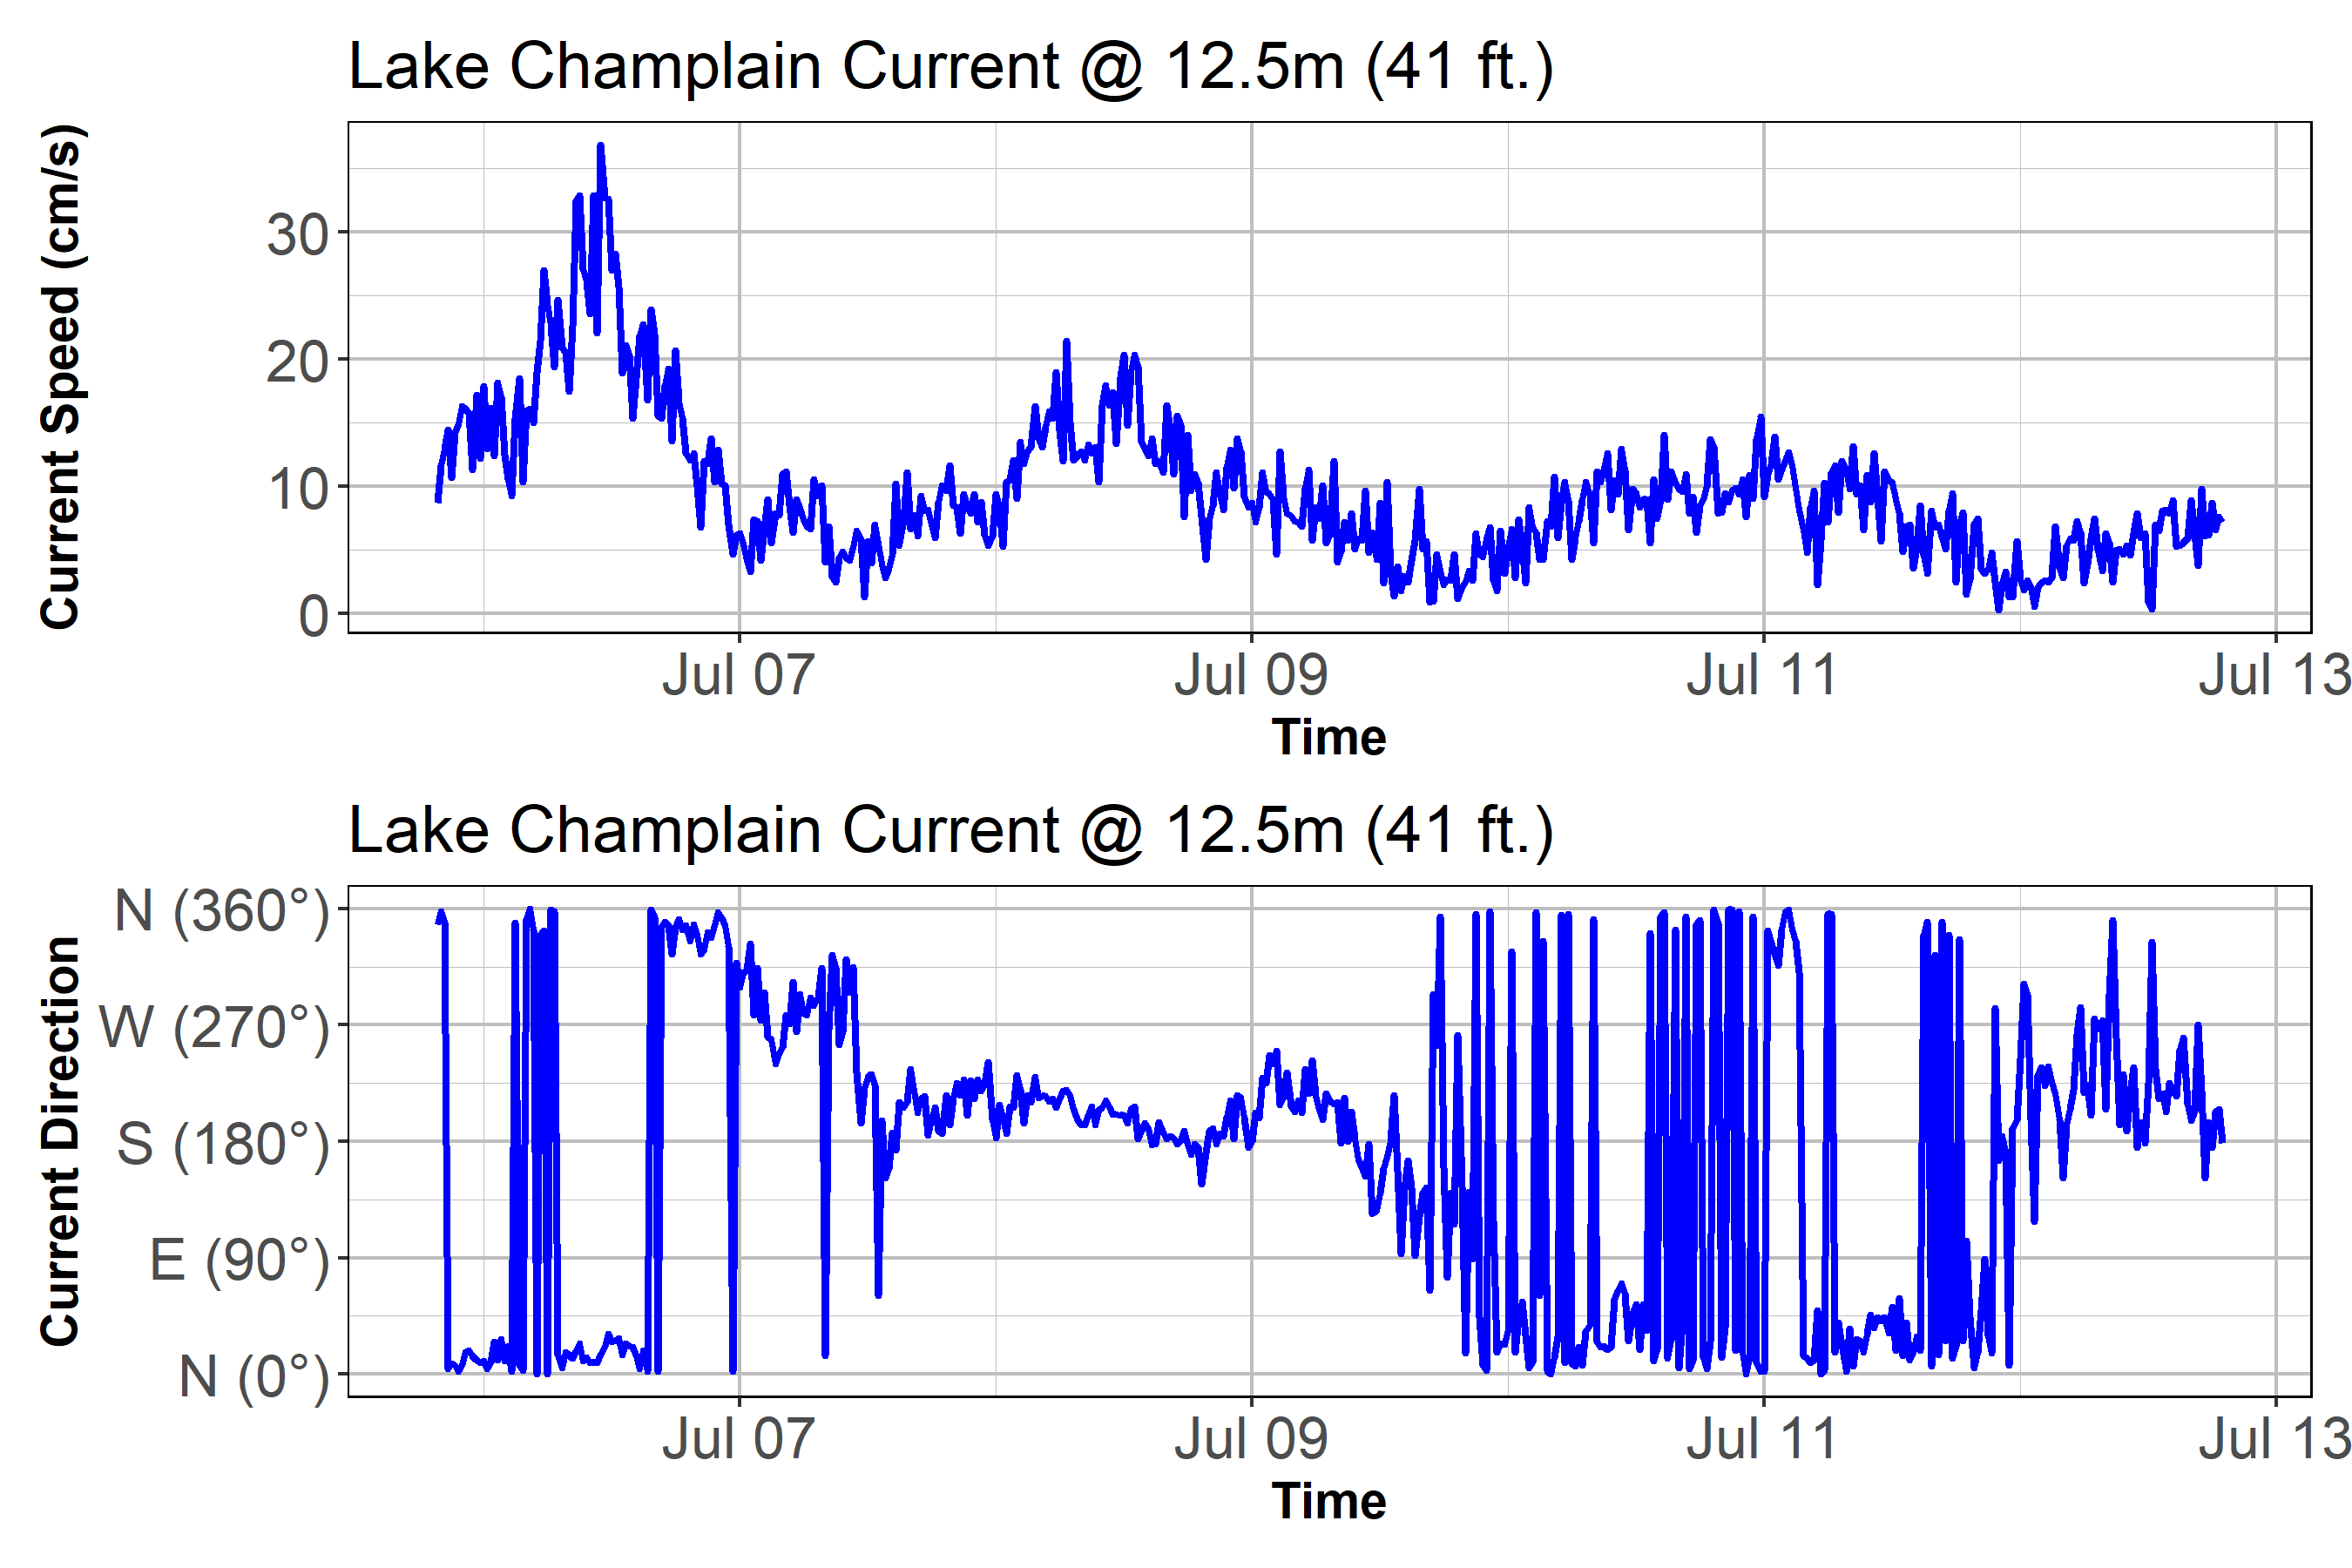 Lake Champlain Current @ 12.5m (41 ft.)
Current Speed (cm/s)
30
20
10
0
Jul 07 Jul 09 Jul 11 Jul 13
Time
Lake Champlain Current @ 12.5m (41 ft.)
Current Direction
N (360°)
W (270°)
S (180°)
E (90°)
N (0°)
Jul 07 Jul 09 Jul 11 Jul 13
Time